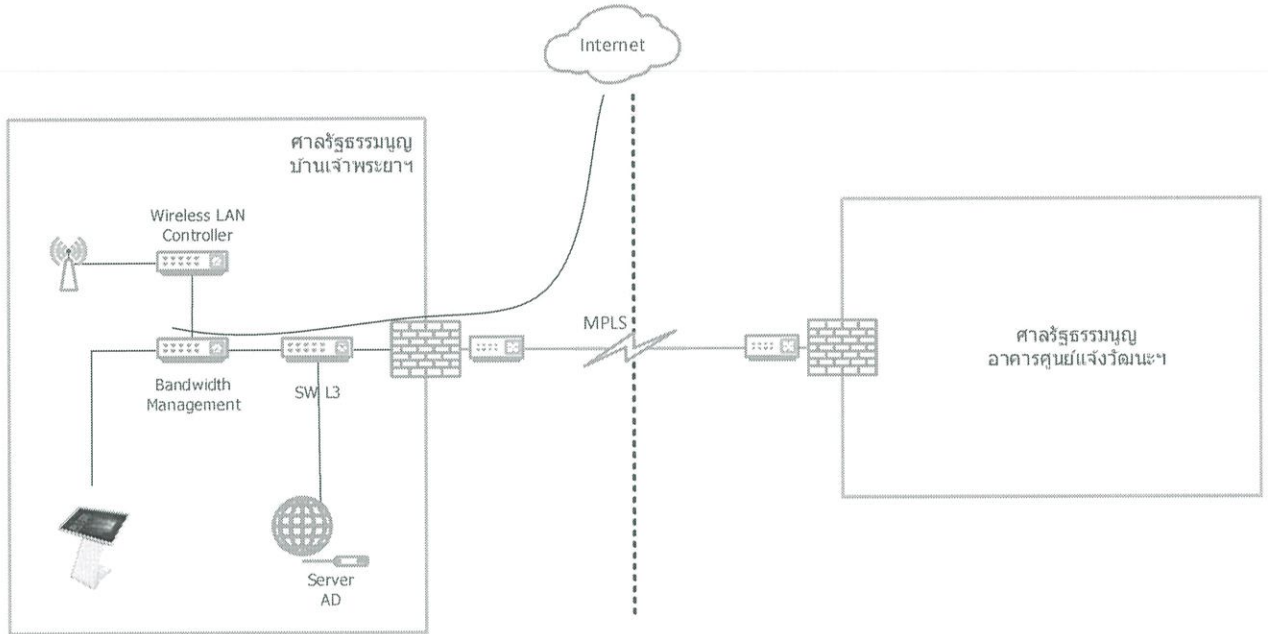 Internet
ศาลรัฐธรรมนูญ
บ้านเจ้าพระยาฯ
Wireless LAN
Controller
MPLS
ศาลรัฐธรรมนูญ
อาคารศูนย์แจ้งวัฒนะฯ
Bandwidth
Management
SW L3
Server
AD